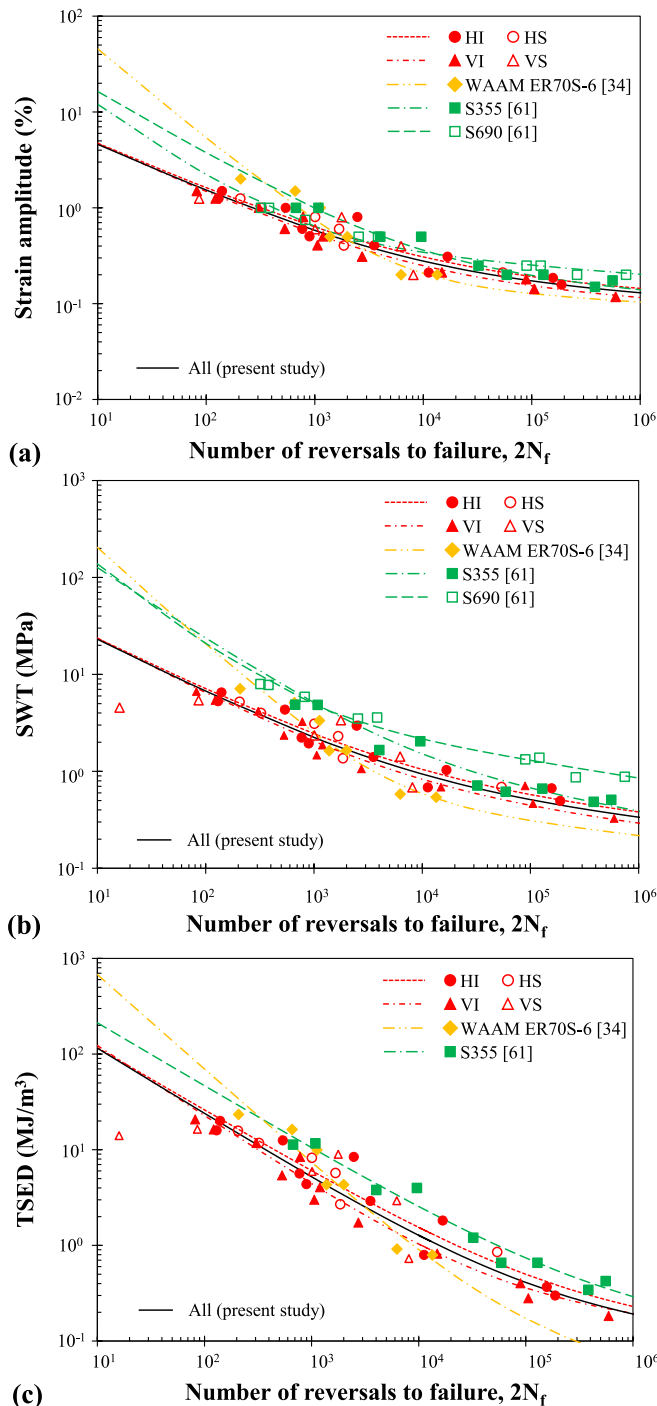 10²
HI HS
VI VS
WAAM ER70S-6 [34]
S355 [61]
S690 [61]
10¹
10⁰
10⁻¹
10⁻²
Strain amplitude (%)
All (present study)
10¹ 10² 10³ 10⁴ 10⁵ 10⁶
Number of reversals to failure, 2N_f
(a)
10³
HI HS
VI VS
WAAM ER70S-6 [34]
S355 [61]
S690 [61]
10²
10¹
10⁰
10⁻¹
SWT (MPa)
All (present study)
10¹ 10² 10³ 10⁴ 10⁵ 10⁶
Number of reversals to failure, 2N_f
(b)
10³
HI HS
VI VS
WAAM ER70S-6 [34]
S355 [61]
10²
10¹
10⁰
10⁻¹
TSED (MJ/m³)
All (present study)
10¹ 10² 10³ 10⁴ 10⁵ 10⁶
Number of reversals to failure, 2N_f
(c)